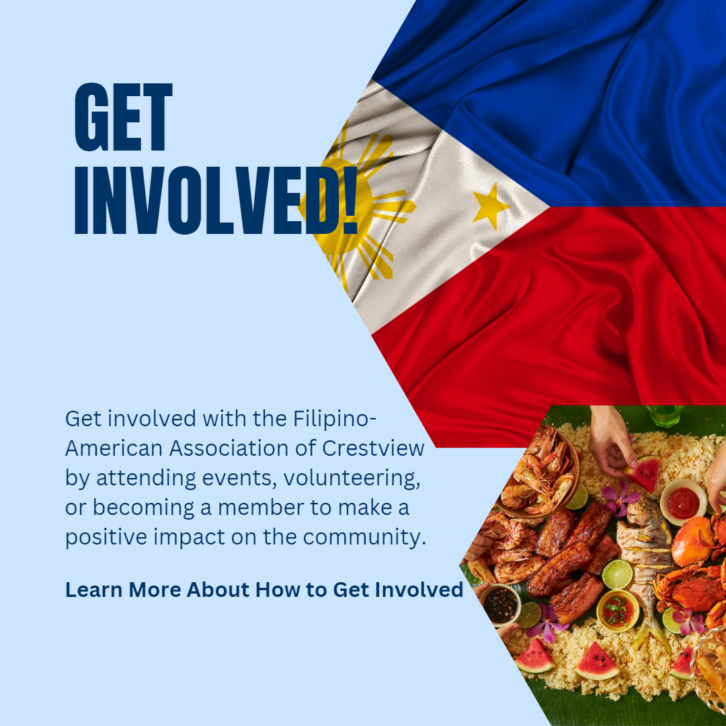 GET
INVOLVED!
Get involved with the Filipino-
American Association of Crestview
by attending events, volunteering,
or becoming a member to make a
positive impact on the community.
Learn More About How to Get Involved